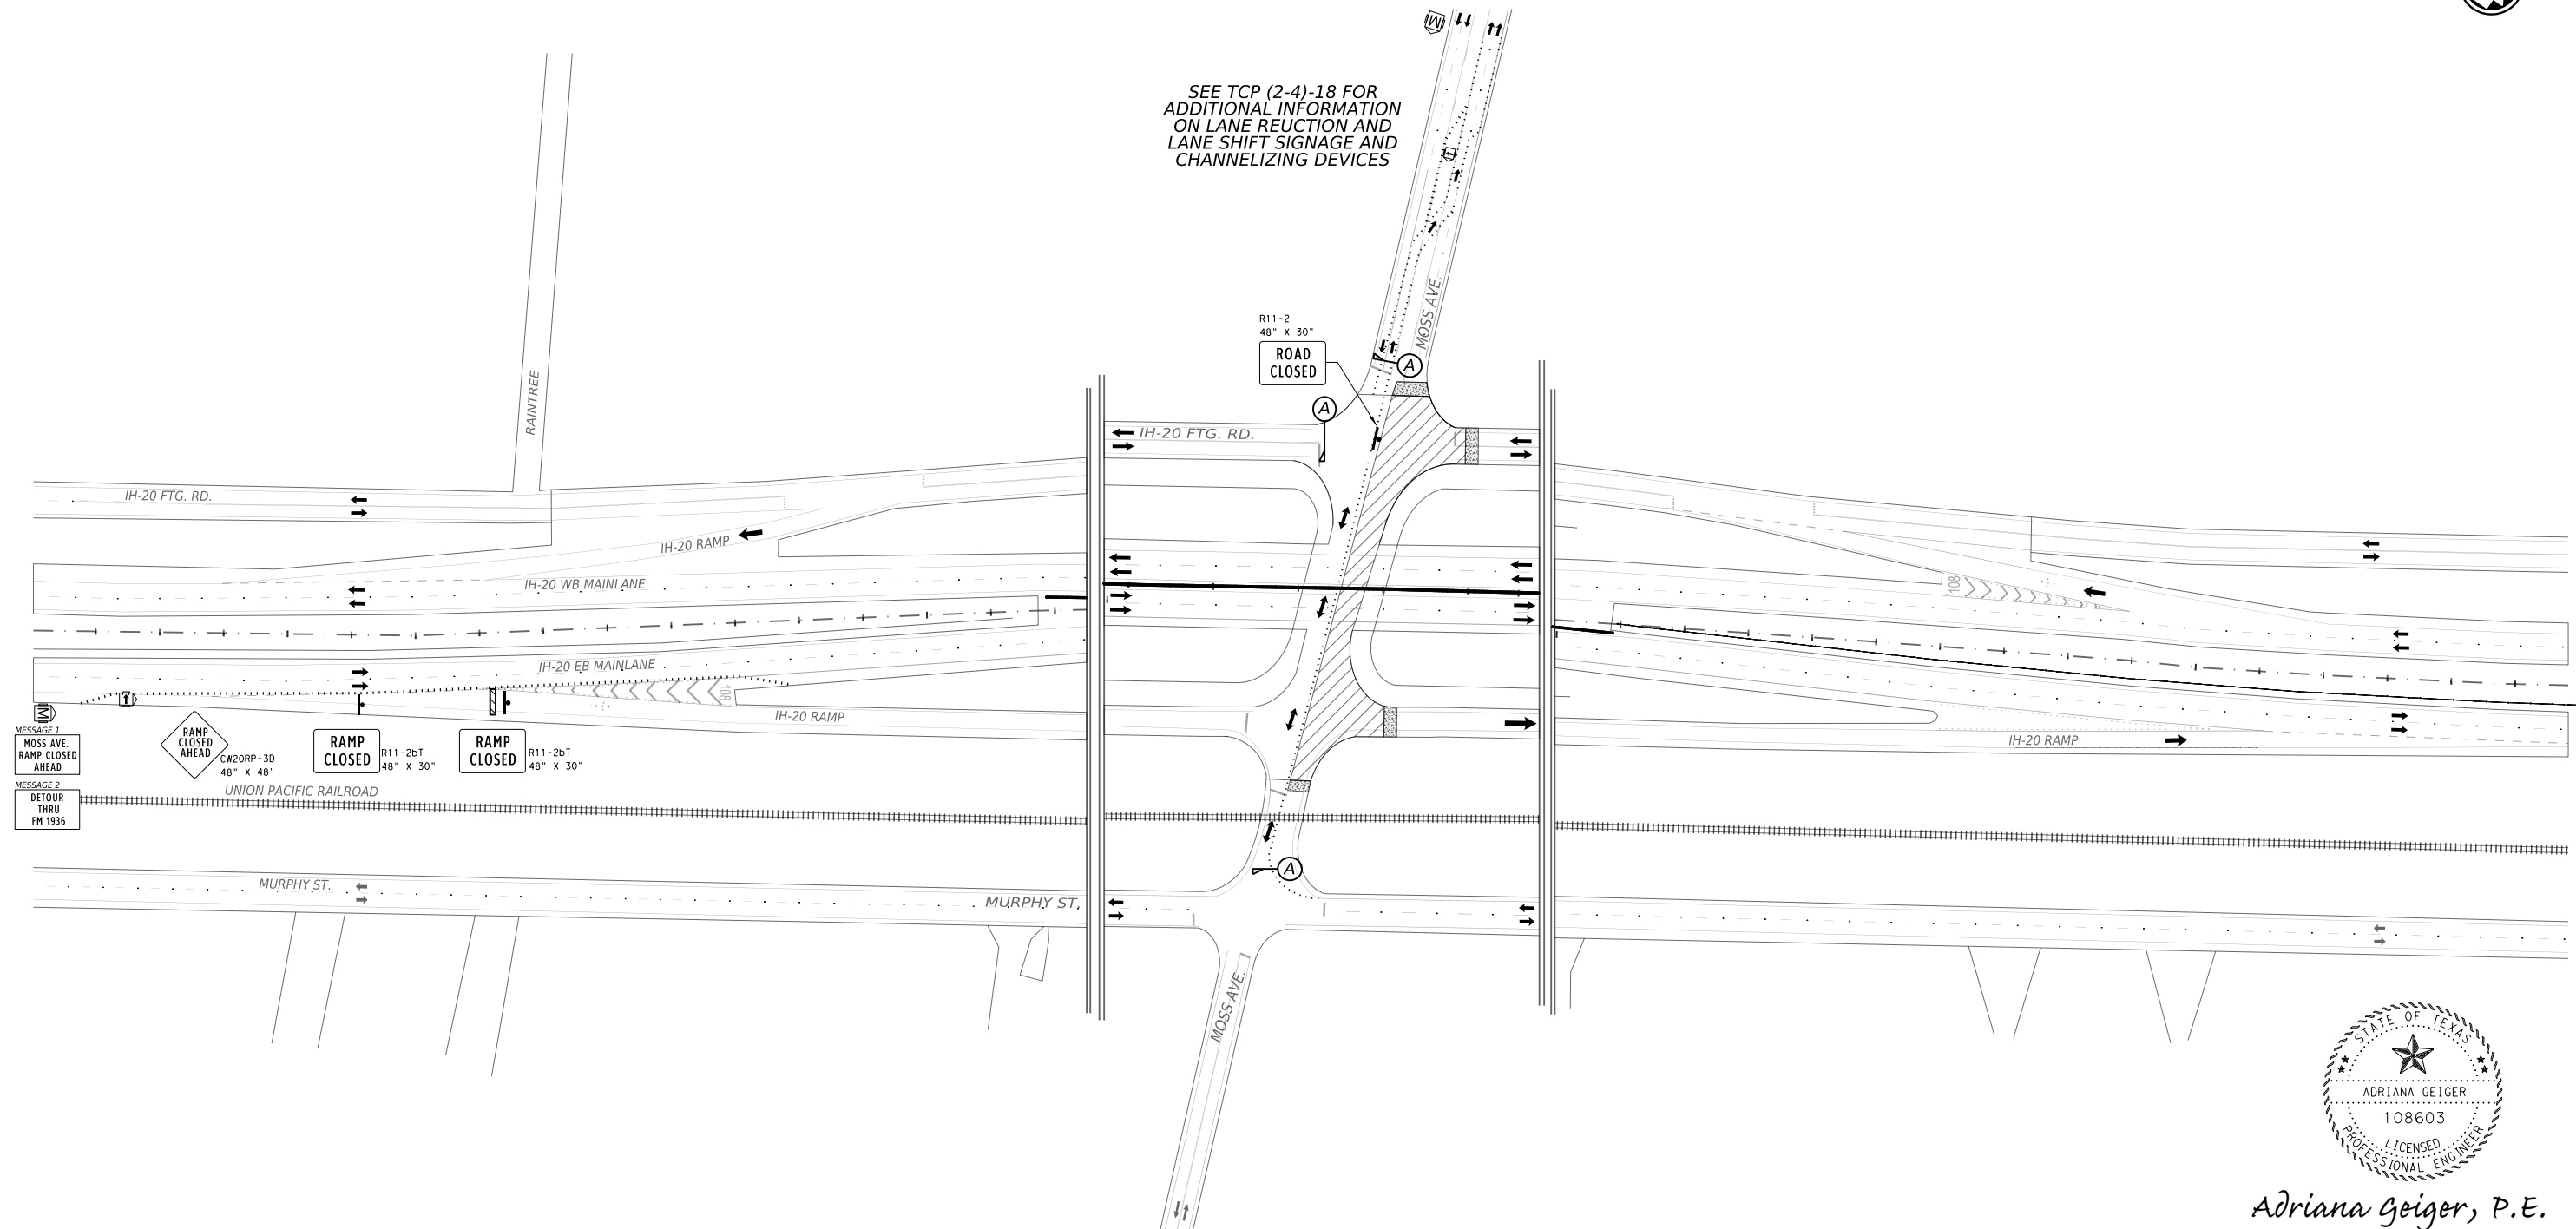 SEE TCP (2-4)-18 FOR
ADDITIONAL INFORMATION
ON LANE REUCTION AND
LANE SHIFT SIGNAGE AND
CHANNELIZING DEVICES
MOSS AVE.
R11-2
48" X 30"
ROAD
CLOSED
A
A
RAINTREE
IH-20 FTG. RD.
IH-20 FTG. RD.
IH-20 RAMP
IH-20 WB MAINLANE
108
IH-20 EB MAINLANE
108
IH-20 RAMP
IH-20 RAMP
MESSAGE 1
MOSS AVE.
RAMP CLOSED
AHEAD
RAMP
CLOSED
AHEAD
CW20RP-3D
48" X 48"
RAMP
CLOSED
R11-2bT
48" X 30"
RAMP
CLOSED
R11-2bT
48" X 30"
MESSAGE 2
DETOUR
THRU
FM 1936
UNION PACIFIC RAILROAD
A
MURPHY ST.
MURPHY ST.
MOSS AVE.
STATE OF TEXAS
ADRIANA GEIGER
108603
LICENSED
PROFESSIONAL ENGINEER
Adriana Geiger, P.E.